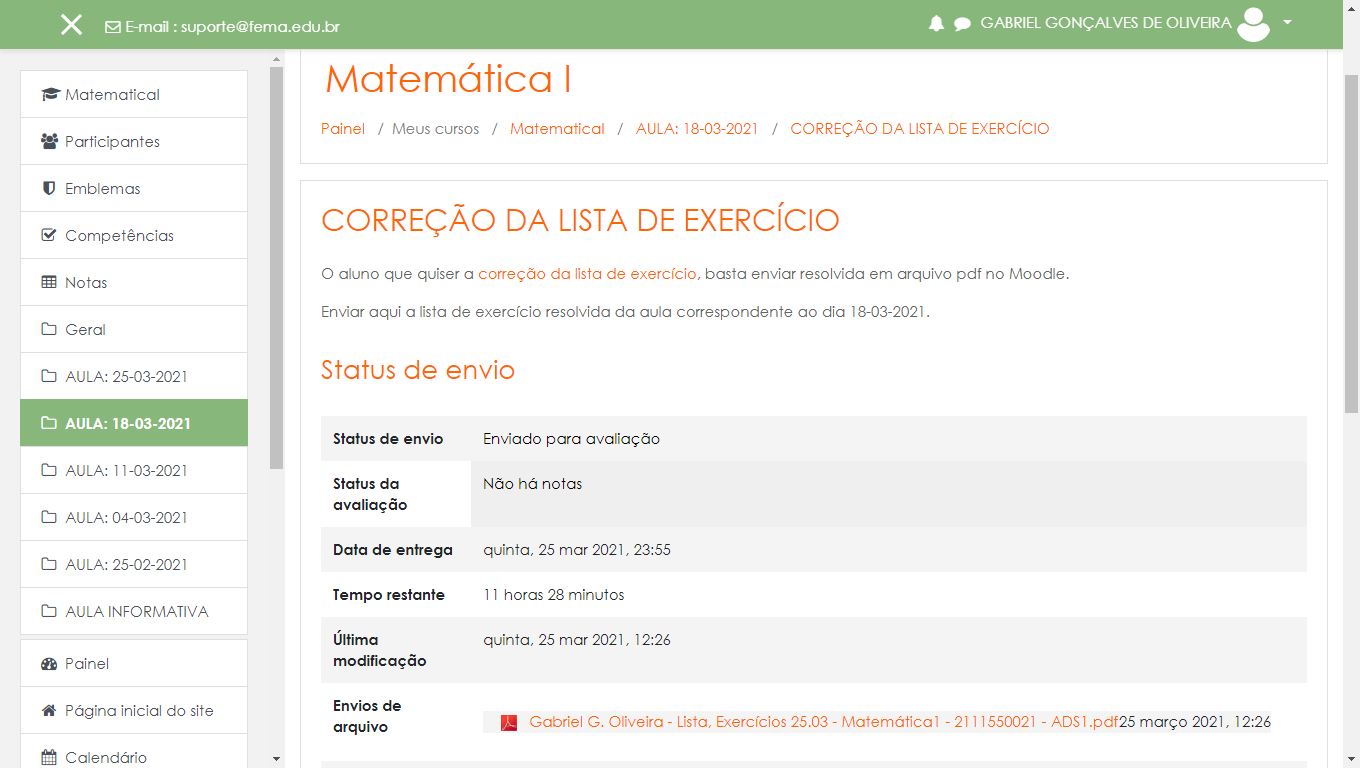 E-mail : suporte@fema.edu.br
GABRIEL GONÇALVES DE OLIVEIRA
MatematicaI
Participantes
Emblemas
Competências
Notas
Geral
AULA: 25-03-2021
AULA: 18-03-2021
AULA: 11-03-2021
AULA: 04-03-2021
AULA: 25-02-2021
AULA INFORMATIVA
Painel
Página inicial do site
Calendário
Matemática I
Painel / Meus cursos / MatematicaI / AULA: 18-03-2021 / CORREÇÃO DA LISTA DE EXERCÍCIO
CORREÇÃO DA LISTA DE EXERCÍCIO
O aluno que quiser a correção da lista de exercício, basta enviar resolvida em arquivo pdf no Moodle.
Enviar aqui a lista de exercício resolvida da aula correspondente ao dia 18-03-2021.
Status de envio
Status de envio Enviado para avaliação
Status da Não há notas
avaliação
Data de entrega quinta, 25 mar 2021, 23:55
Tempo restante 11 horas 28 minutos
Última quinta, 25 mar 2021, 12:26
modificação
Envios de
arquivo Gabriel G. Oliveira - Lista, Exercícios 25.03 - Matemática1 - 2111550021 - ADS1.pdf25 março 2021, 12:26